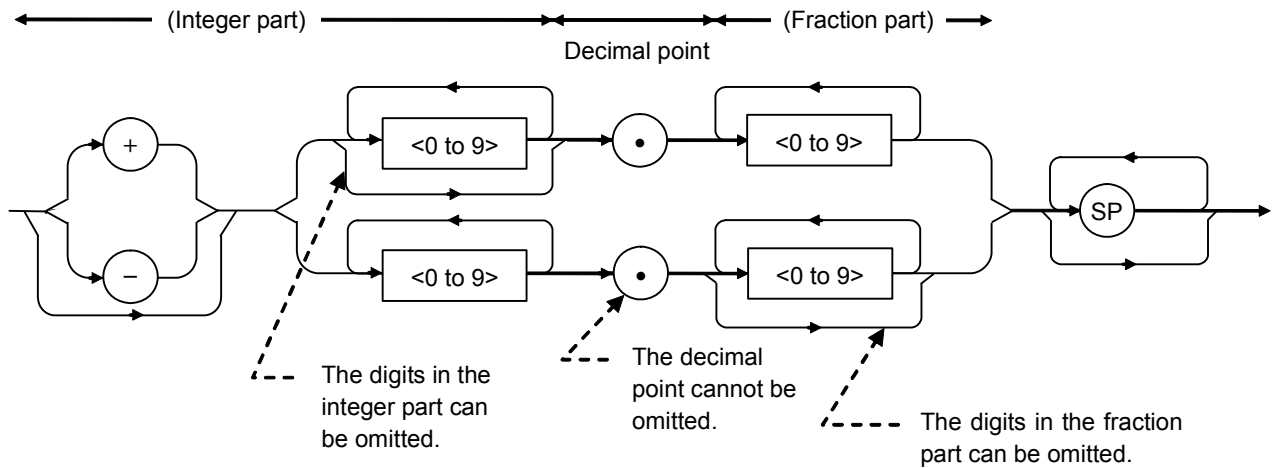 (Integer part)
(Fraction part)
Decimal point
<0 to 9>
•
<0 to 9>
+
SP
−
<0 to 9>
•
<0 to 9>
The digits in the
integer part can
be omitted.
The decimal
point cannot be
omitted.
The digits in the fraction
part can be omitted.